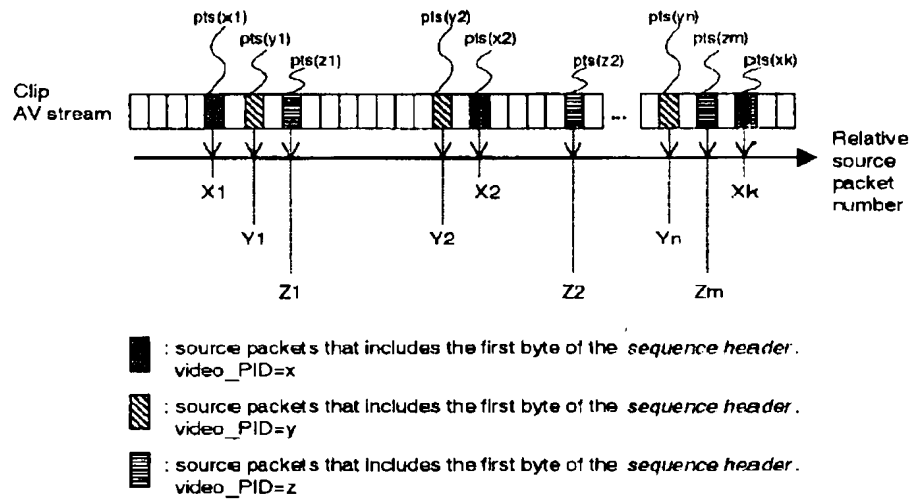 pts(x1) pts(y2) pts(yn)
pts(y1) pts(x2) pts(zm)
pts(z1) pts(z2) pts(xk)
Clip
AV stream
...
Relative
source
packet
number
X1 X2 Xk
Y1 Y2 Yn
Z1 Z2 Zm
: source packets that includes the first byte of the sequence header.
video_PID=x
: source packets that includes the first byte of the sequence header.
video_PID=y
: source packets that includes the first byte of the sequence header.
video_PID=z